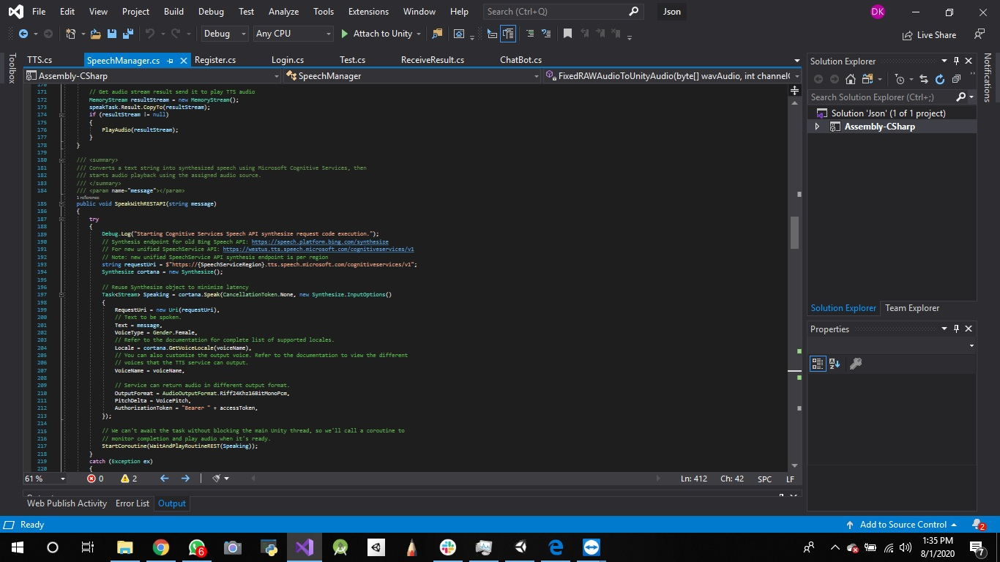 File Edit View Project Build Debug Test Analyze Tools Extensions Window Help Search (Ctrl+Q) Json DK
Debug Any CPU Attach to Unity Live Share
Toolbox
TTS.cs SpeechManager.cs Register.cs Login.cs Test.cs ReceiveResult.cs ChatBot.cs
Assembly-CSharp SpeechManager FixedRAWAudioToUnityAudio(byte[] wavAudio, int channelC
170
171 // Get audio stream result send it to play TTS audio
172 MemoryStream resultStream = new MemoryStream();
173 speakTask.Result.CopyTo(resultStream);
174 if (resultStream != null)
175 {
176 PlayAudio(resultStream);
177 }
178 }
179
180 /// <summary>
181 /// Converts a text string into synthesized speech using Microsoft Cognitive Services, then
182 /// starts audio playback using the assigned audio source.
183 /// </summary>
184 /// <param name="message"></param>
1 reference
185 public void SpeakWithRESTAPI(string message)
186 {
187 try
188 {
189 Debug.Log("Starting Cognitive Services Speech API synthesize request code execution.");
190 // Synthesis endpoint for old Bing Speech API: https://speech.platform.bing.com/synthesize
191 // For new unified SpeechService API: https://westus.tts.speech.microsoft.com/cognitiveservices/v1
192 // Note: new unified SpeechService API synthesis endpoint is per region
193 string requestUri = $"https://{SpeechServiceRegion}.tts.speech.microsoft.com/cognitiveservices/v1";
194 Synthesize cortana = new Synthesize();
195
196 // Reuse Synthesize object to minimize latency
197 Task<Stream> Speaking = cortana.Speak(CancellationToken.None, new Synthesize.InputOptions()
198 {
199 RequestUri = new Uri(requestUri),
200 // Text to be spoken.
201 Text = message,
202 VoiceType = Gender.Female,
203 // Refer to the documentation for complete list of supported locales.
204 Locale = cortana.GetVoiceLocale(voiceName),
205 // You can also customize the output voice. Refer to the documentation to view the different
206 // voices that the TTS service can output.
207 VoiceName = voiceName,
208
209 // Service can return audio in different output format.
210 OutputFormat = AudioOutputFormat.Riff24Khz16BitMonoPcm,
211 PitchDelta = VoicePitch,
212 AuthorizationToken = "Bearer " + accessToken,
213 });
214
215 // We can't await the task without blocking the main Unity thread, so we'll call a coroutine to
216 // monitor completion and play audio when it's ready.
217 StartCoroutine(WaitAndPlayRoutineREST(Speaking));
218 }
219 catch (Exception ex)
220 {
61 % 0 2 Ln: 412 Ch: 42 SPC LF
Web Publish Activity Error List Output
Solution Explorer
Search Solution Explorer (Ctrl+;)
Solution 'Json' (1 of 1 project)
Assembly-CSharp
Solution Explorer Team Explorer
Properties
Notifications
Ready Add to Source Control 2
6
1:35 PM
8/1/2020
7